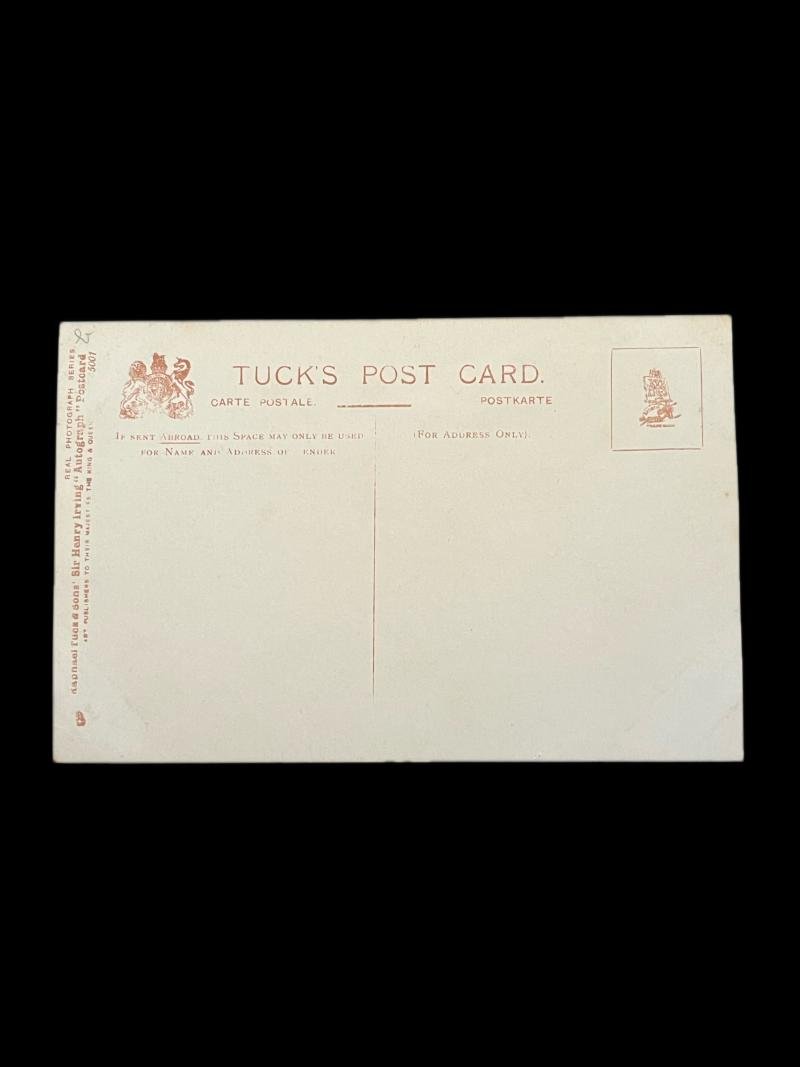 TUCK'S POST CARD.
CARTE POSTALE. POSTKARTE
IF SENT ABROAD, THIS SPACE MAY ONLY BE USED
FOR NAME AND ADDRESS OF ENDER
(FOR ADDRESS ONLY).
REAL PHOTOGRAPH SERIES
Raphael Tuck & Sons' Sir Henry Irving "Autograph" Postcard
5001
ART PUBLISHERS TO THEIR MAJESTIES THE KING & QUEEN